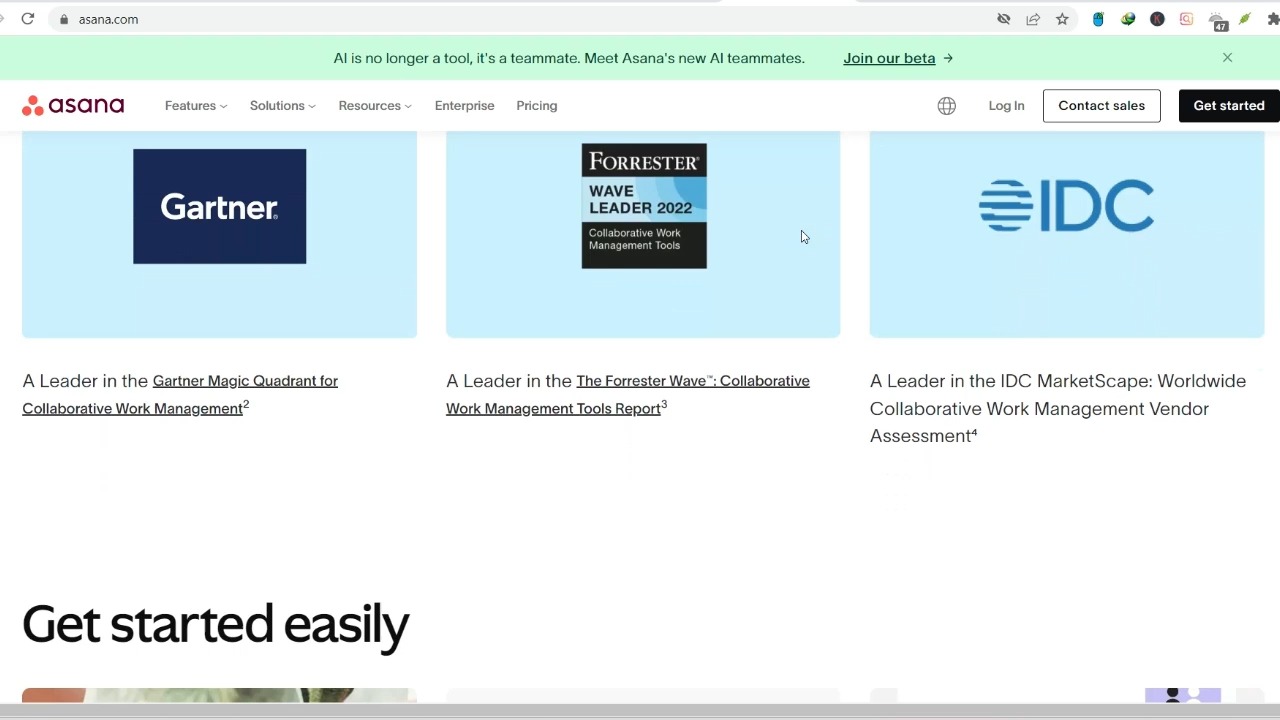 asana.com
47
AI is no longer a tool, it's a teammate. Meet Asana's new AI teammates.
Join our beta →
asana
Features
Solutions
Resources
Enterprise
Pricing
Log In
Contact sales
Get started
Gartner®
FORRESTER®
WAVE
LEADER 2022
Collaborative Work
Management Tools
IDC
A Leader in the Gartner Magic Quadrant for
Collaborative Work Management²
A Leader in the The Forrester Wave™: Collaborative
Work Management Tools Report³
A Leader in the IDC MarketScape: Worldwide
Collaborative Work Management Vendor
Assessment⁴
Get started easily